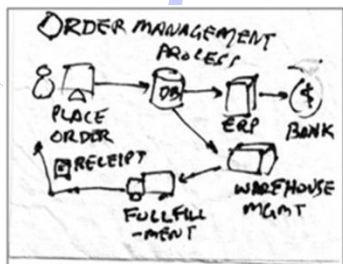 ORDER MANAGEMENT
PROCESS
DB
$
PLACE
ORDER
ERP
BANK
RECEIPT
WAREHOUSE
MGMT
FULLFILL
-MENT